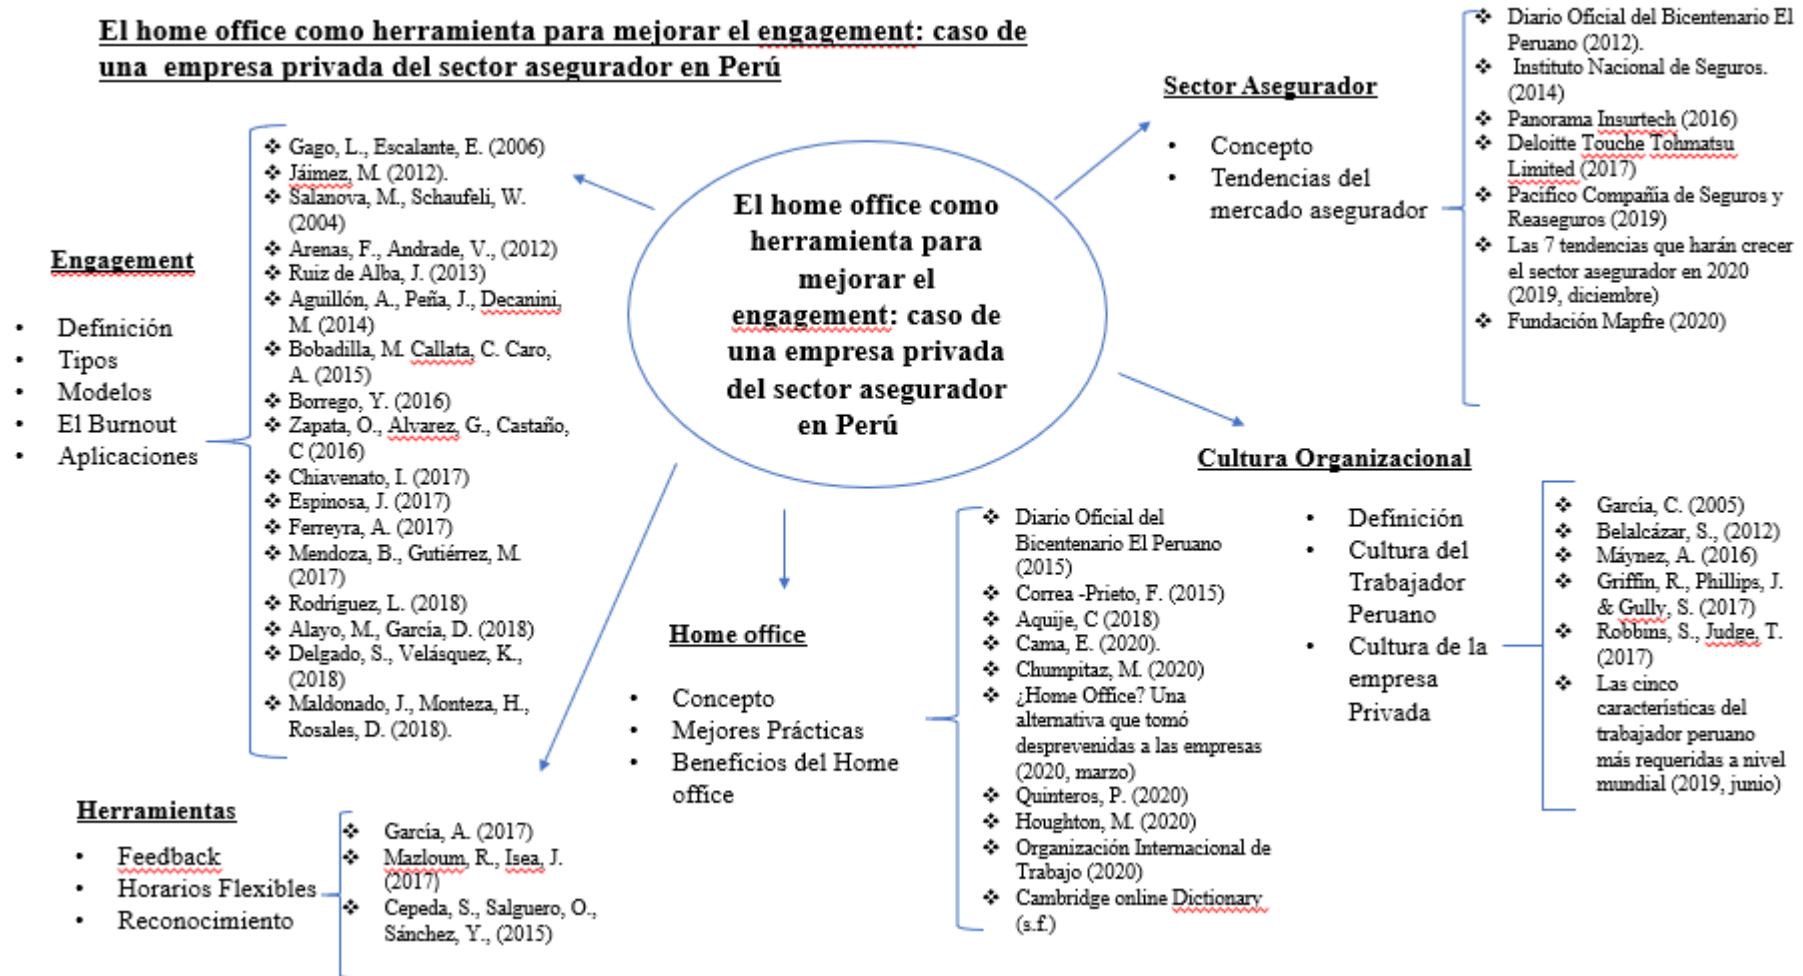 El home office como herramienta para mejorar el engagement: caso de
una empresa privada del sector asegurador en Perú
Engagement
• Definición
• Tipos
• Modelos
• El Burnout
• Aplicaciones
❖ Gago, L., Escalante, E. (2006)
❖ Jáimez, M. (2012).
❖ Salanova, M., Schaufeli, W.
(2004)
❖ Arenas, F., Andrade, V., (2012)
❖ Ruiz de Alba, J. (2013)
❖ Aguillón, A., Peña, J., Decanini,
M. (2014)
❖ Bobadilla, M. Callata, C. Caro,
A. (2015)
❖ Borrego, Y. (2016)
❖ Zapata, O., Alvarez, G., Castaño,
C (2016)
❖ Chiavenato, I. (2017)
❖ Espinosa, J. (2017)
❖ Ferreyra, A. (2017)
❖ Mendoza, B., Gutiérrez, M.
(2017)
❖ Rodríguez, L. (2018)
❖ Alayo, M., García, D. (2018)
❖ Delgado, S., Velásquez, K.,
(2018)
❖ Maldonado, J., Monteza, H.,
Rosales, D. (2018).
El home office como
herramienta para
mejorar el
engagement: caso de
una empresa privada
del sector asegurador
en Perú
Sector Asegurador
• Concepto
• Tendencias del
mercado asegurador
❖ Diario Oficial del Bicentenario El
Peruano (2012).
❖ Instituto Nacional de Seguros.
(2014)
❖ Panorama Insurtech (2016)
❖ Deloitte Touche Tohmatsu
Limited (2017)
❖ Pacífico Compañía de Seguros y
Reaseguros (2019)
❖ Las 7 tendencias que harán crecer
el sector asegurador en 2020
(2019, diciembre)
❖ Fundación Mapfre (2020)
Cultura Organizacional
• Definición
• Cultura del
Trabajador
Peruano
• Cultura de la
empresa
Privada
❖ García, C. (2005)
❖ Belalcázar, S., (2012)
❖ Máynez, A. (2016)
❖ Griffin, R., Phillips, J.
& Gully, S. (2017)
❖ Robbins, S., Judge, T.
(2017)
❖ Las cinco
características del
trabajador peruano
más requeridas a nivel
mundial (2019, junio)
Home office
• Concepto
• Mejores Prácticas
• Beneficios del Home
office
❖ Diario Oficial del
Bicentenario El Peruano
(2015)
❖ Correa -Prieto, F. (2015)
❖ Aquije, C (2018)
❖ Cama, E. (2020).
❖ Chumpitaz, M. (2020)
❖ ¿Home Office? Una
alternativa que tomó
desprevenidas a las empresas
(2020, marzo)
❖ Quinteros, P. (2020)
❖ Houghton, M. (2020)
❖ Organización Internacional de
Trabajo (2020)
❖ Cambridge online Dictionary
(s.f.)
Herramientas
• Feedback
• Horarios Flexibles
• Reconocimiento
❖ García, A. (2017)
❖ Mazloum, R., Isea, J.
(2017)
❖ Cepeda, S., Salguero, O.,
Sánchez, Y., (2015)